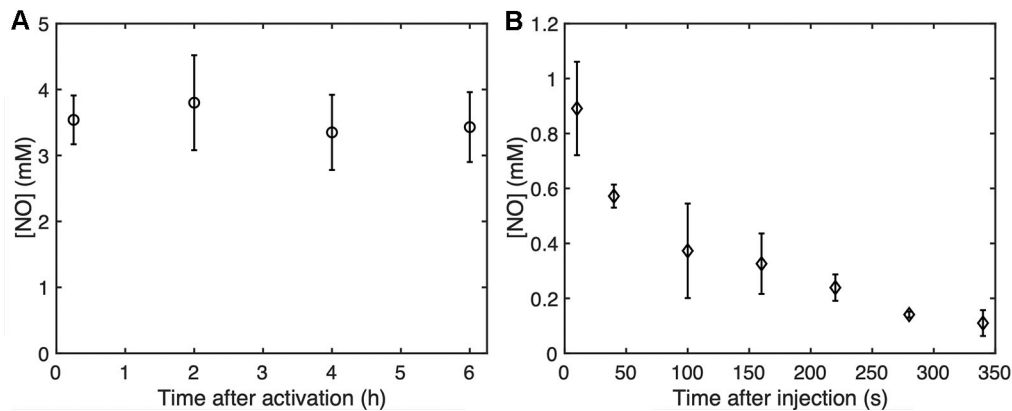 A
B
5
4
3
2
1
0
[NO] (mM)
0 1 2 3 4 5 6
Time after activation (h)
1.2
1
0.8
0.6
0.4
0.2
0
[NO] (mM)
0 50 100 150 200 250 300 350
Time after injection (s)